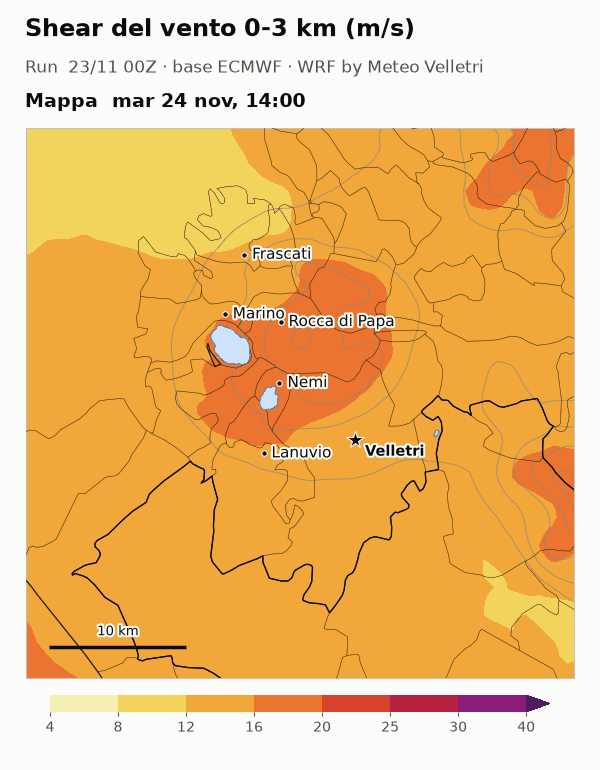 Shear del vento 0-3 km (m/s)
Run  23/11 00Z · base ECMWF · WRF by Meteo Velletri
Mappa  mar 24 nov, 14:00
Frascati
Marino
Rocca di Papa
Nemi
Velletri
Lanuvio
10 km
4 8 12 16 20 25 30 40